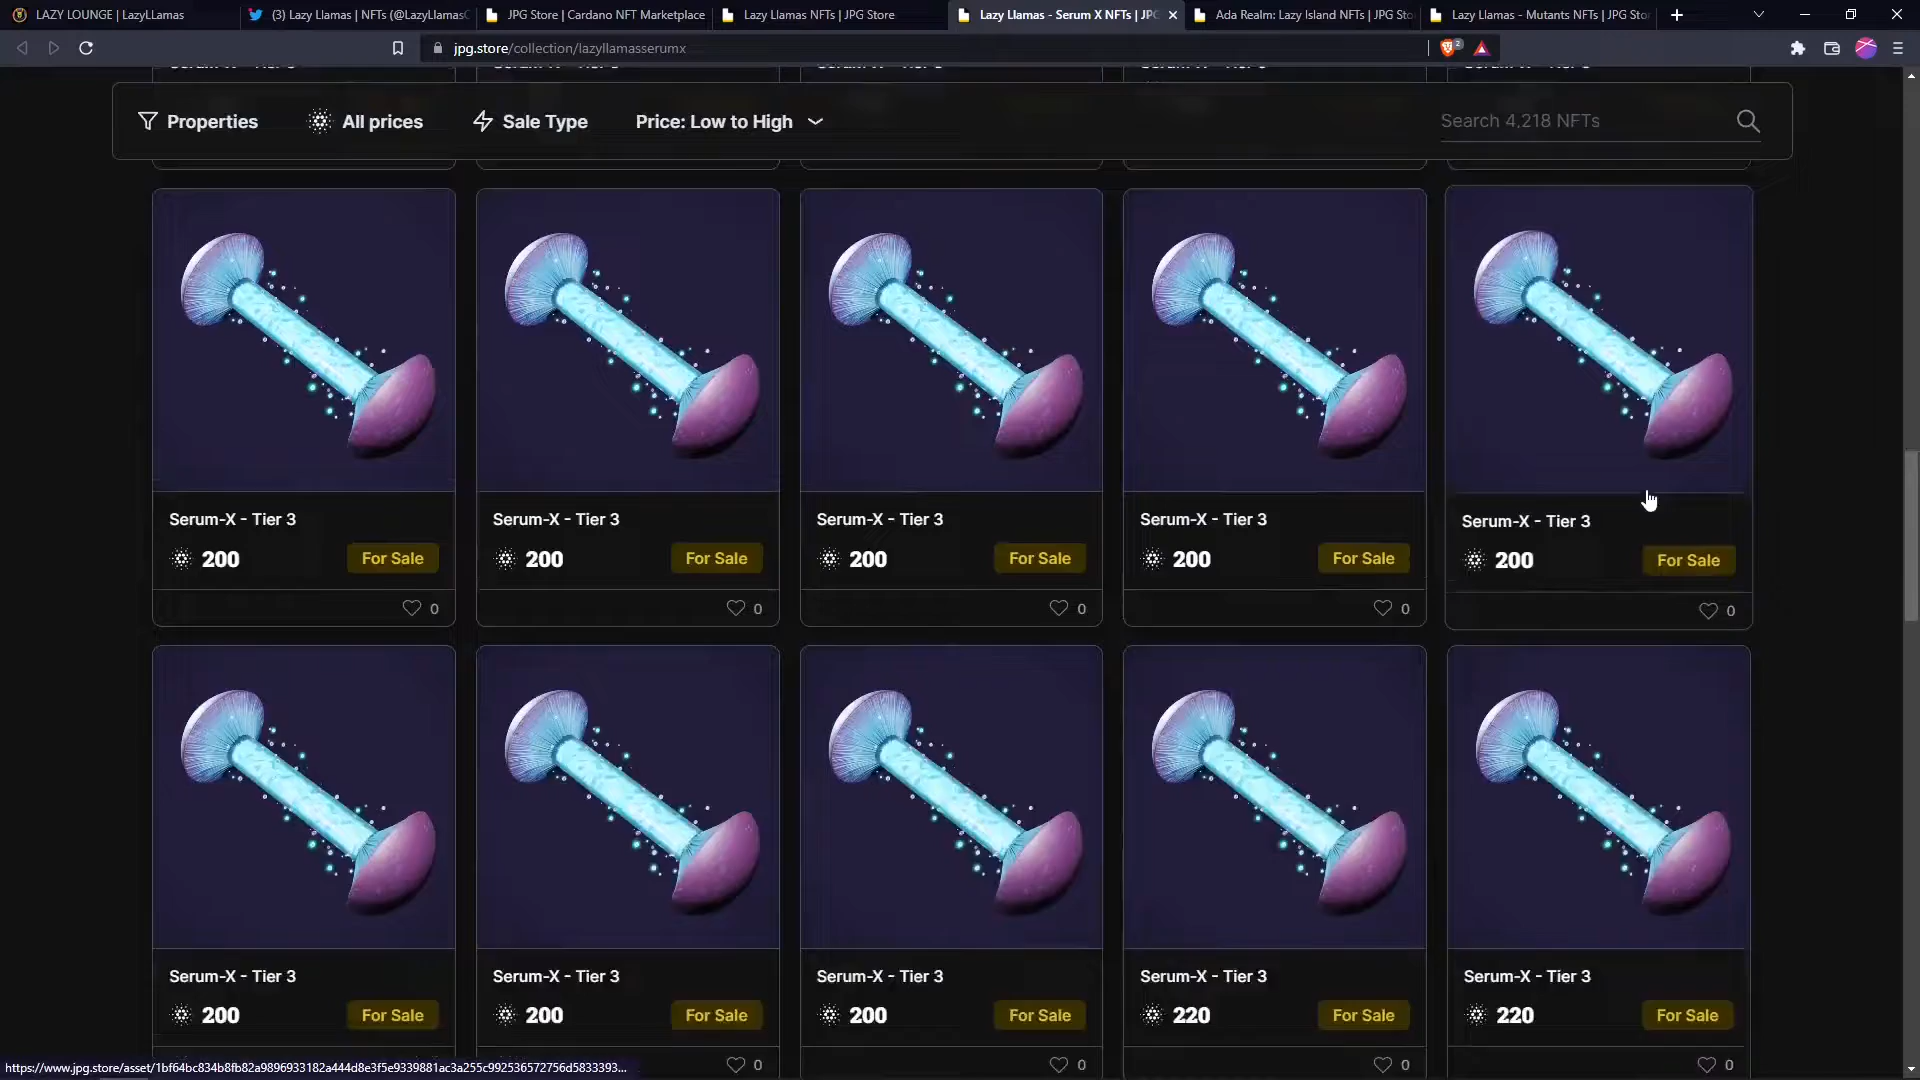 LAZY LOUNGE | LazyLlamas
(3) Lazy Llamas | NFTs (@LazyLlamas
JPG Store | Cardano NFT Marketplace
Lazy Llamas NFTs | JPG Store
Lazy Llamas - Serum X NFTs | JPG
Ada Realm: Lazy Island NFTs | JPG Sto
Lazy Llamas - Mutants NFTs | JPG Stor
jpg.store/collection/lazyllamasserumx
2
Properties
All prices
Sale Type
Price: Low to High
Search 4,218 NFTs
Serum-X - Tier 3
Serum-X - Tier 3
Serum-X - Tier 3
Serum-X - Tier 3
Serum-X - Tier 3
200 For Sale
200 For Sale
200 For Sale
200 For Sale
200 For Sale
0
0
0
0
0
Serum-X - Tier 3
Serum-X - Tier 3
Serum-X - Tier 3
Serum-X - Tier 3
Serum-X - Tier 3
200 For Sale
200 For Sale
200 For Sale
220 For Sale
220 For Sale
0
0
0
0